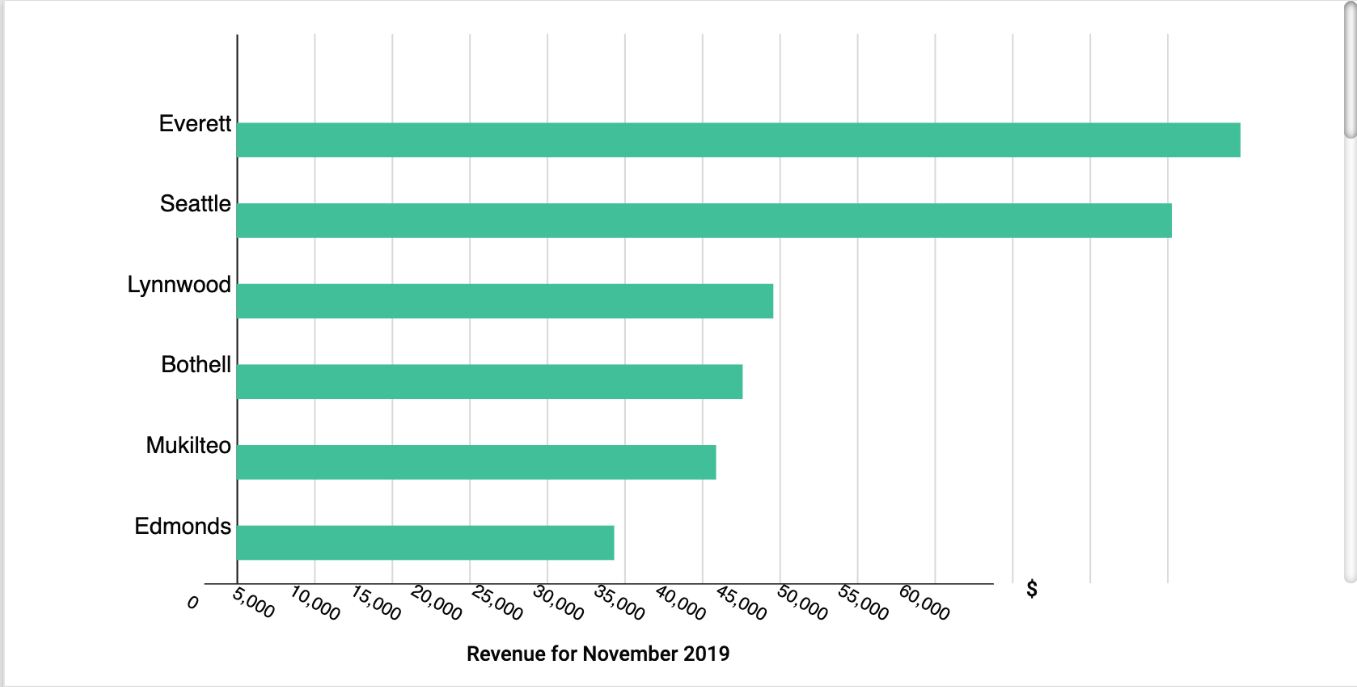 Everett
Seattle
Lynnwood
Bothell
Mukilteo
Edmonds
0 5,000 10,000 15,000 20,000 25,000 30,000 35,000 40,000 45,000 50,000 55,000 60,000 $
Revenue for November 2019